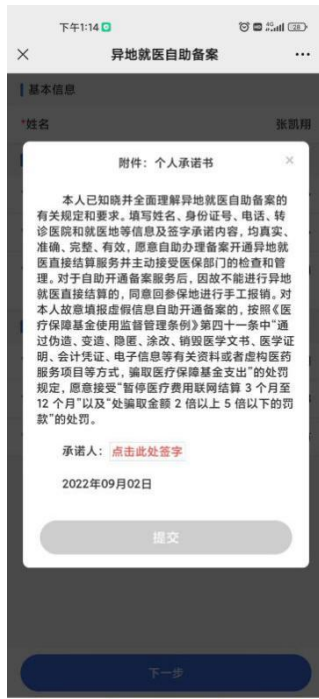 下午1:14
异地就医自助备案
基本信息
*姓名 张凯翔
附件：个人承诺书
本人已知晓并全面理解异地就医自助备案的
有关规定和要求。填写姓名、身份证号、电话、转
诊医院和就医地等信息及签字承诺内容，均真实、
准确、完整、有效，愿意自助办理备案开通异地就
医直接结算服务并主动接受医保部门的检查和管
理。对于自助开通备案服务后，因故不能进行异地
就医直接结算的，同意回参保地进行手工报销。对
本人故意填报虚假信息自助开通备案的，按照《医
疗保障基金使用监督管理条例》第四十一条中“通
过伪造、变造、隐匿、涂改、销毁医学文书、医学证
明、会计凭证、电子信息等有关资料或者虚构医药
服务项目等方式，骗取医疗保障基金支出”的处罚
规定，愿意接受“暂停医疗费用联网结算 3 个月至
12 个月”以及“处骗取金额 2 倍以上 5 倍以下的罚
款”的处罚。
承诺人：点击此处签字
2022年09月02日
提交
下一步